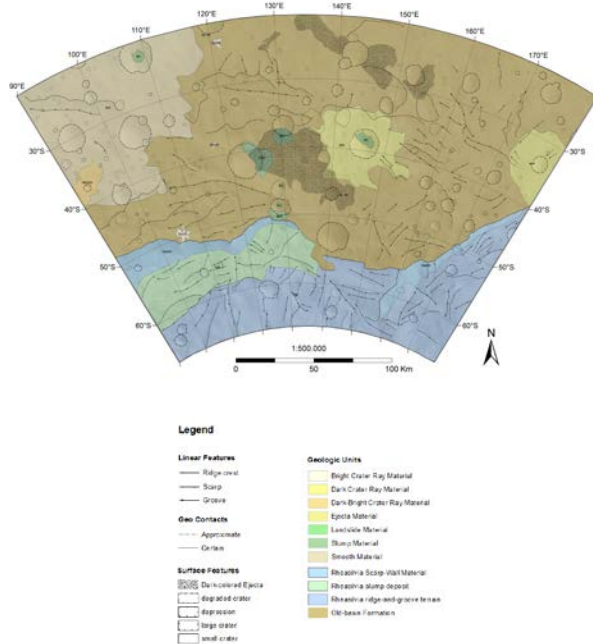 90°E
100°E
110°E
120°E
130°E
140°E
150°E
160°E
170°E
30°S
30°S
40°S
40°S
50°S
50°S
60°S
60°S
N
1:500.000
0 50 100 Km
Legend
Linear Features
Ridge crest
Scarp
Groove
Geo Contacts
Approximate
Certain
Surface Features
Dark-colored Ejecta
degraded crater
depression
large crater
small crater
Geologic Units
Bright Crater Ray Material
Dark Crater Ray Material
Dark-Bright Crater Ray Material
Ejecta Material
Landslide Material
Slump Material
Smooth Material
Rheasilvia Scarp-Wall Material
Rheasilvia slump deposit
Rheasilvia ridge-and-groove terrain
Old-basin Formation